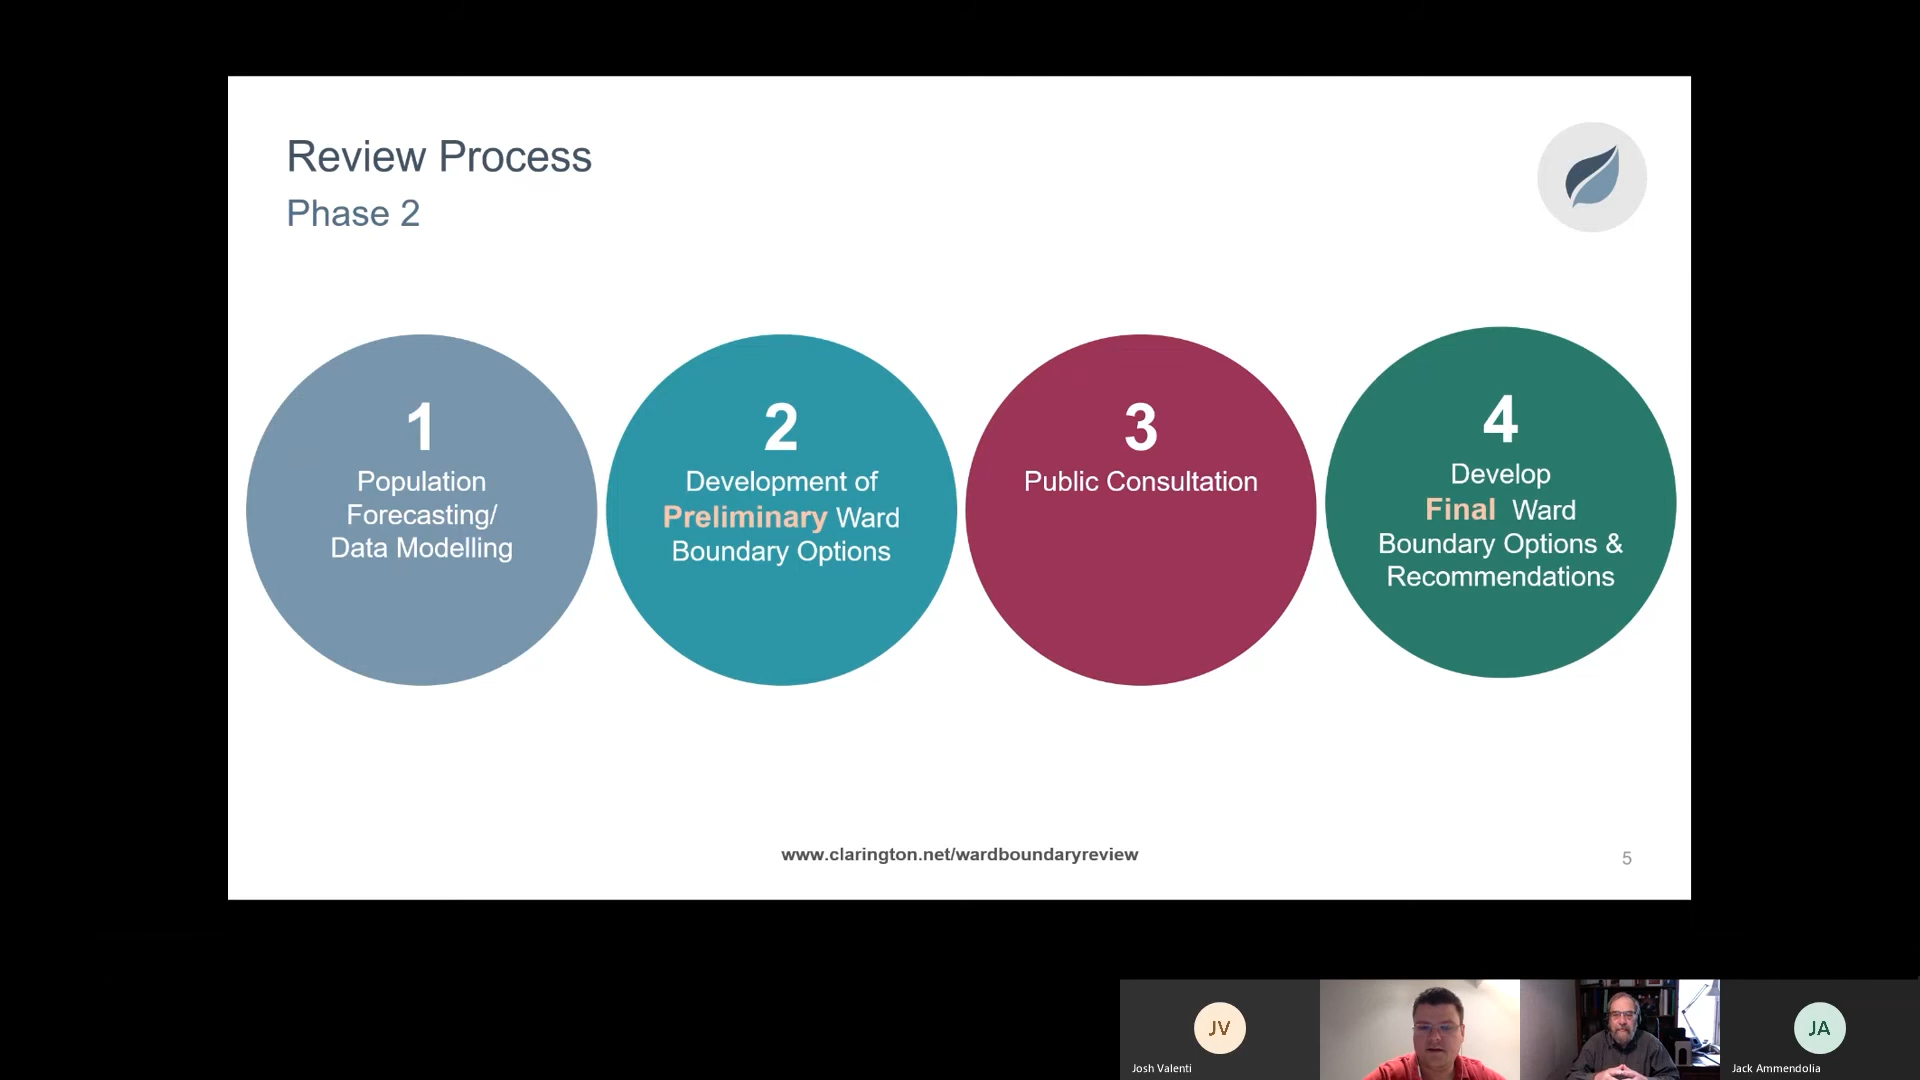 Review Process
Phase 2
1
Population
Forecasting/
Data Modelling
2
Development of
Preliminary Ward
Boundary Options
3
Public Consultation
4
Develop
Final Ward
Boundary Options &
Recommendations
www.clarington.net/wardboundaryreview
5
JV
Josh Valenti
JA
Jack Ammendolia